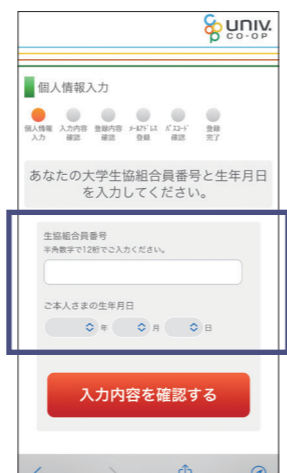 univ.
CO-OP
個人情報入力
個人情報入力 入力内容確認 登録内容確認 メールアドレス登録 パスコード確認 登録完了
あなたの大学生協組合員番号と生年月日
を入力してください。
生協組合員番号
半角数字で12桁でご入力ください。
ご本人さまの生年月日
年 月 日
入力内容を確認する